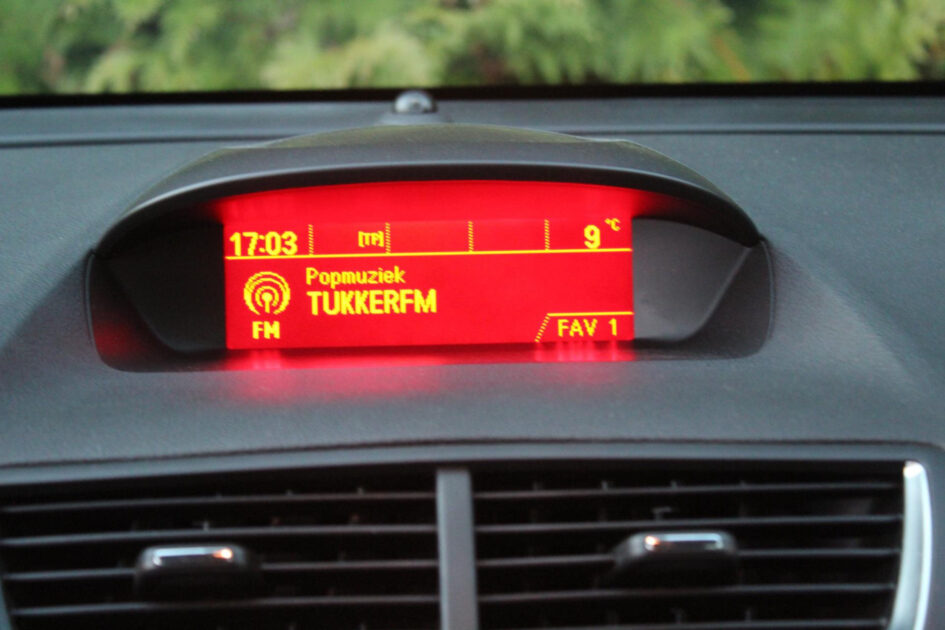 17:03 [TP] 9 °C
Popmuziek
TUKKERFM
FM
FAV 1